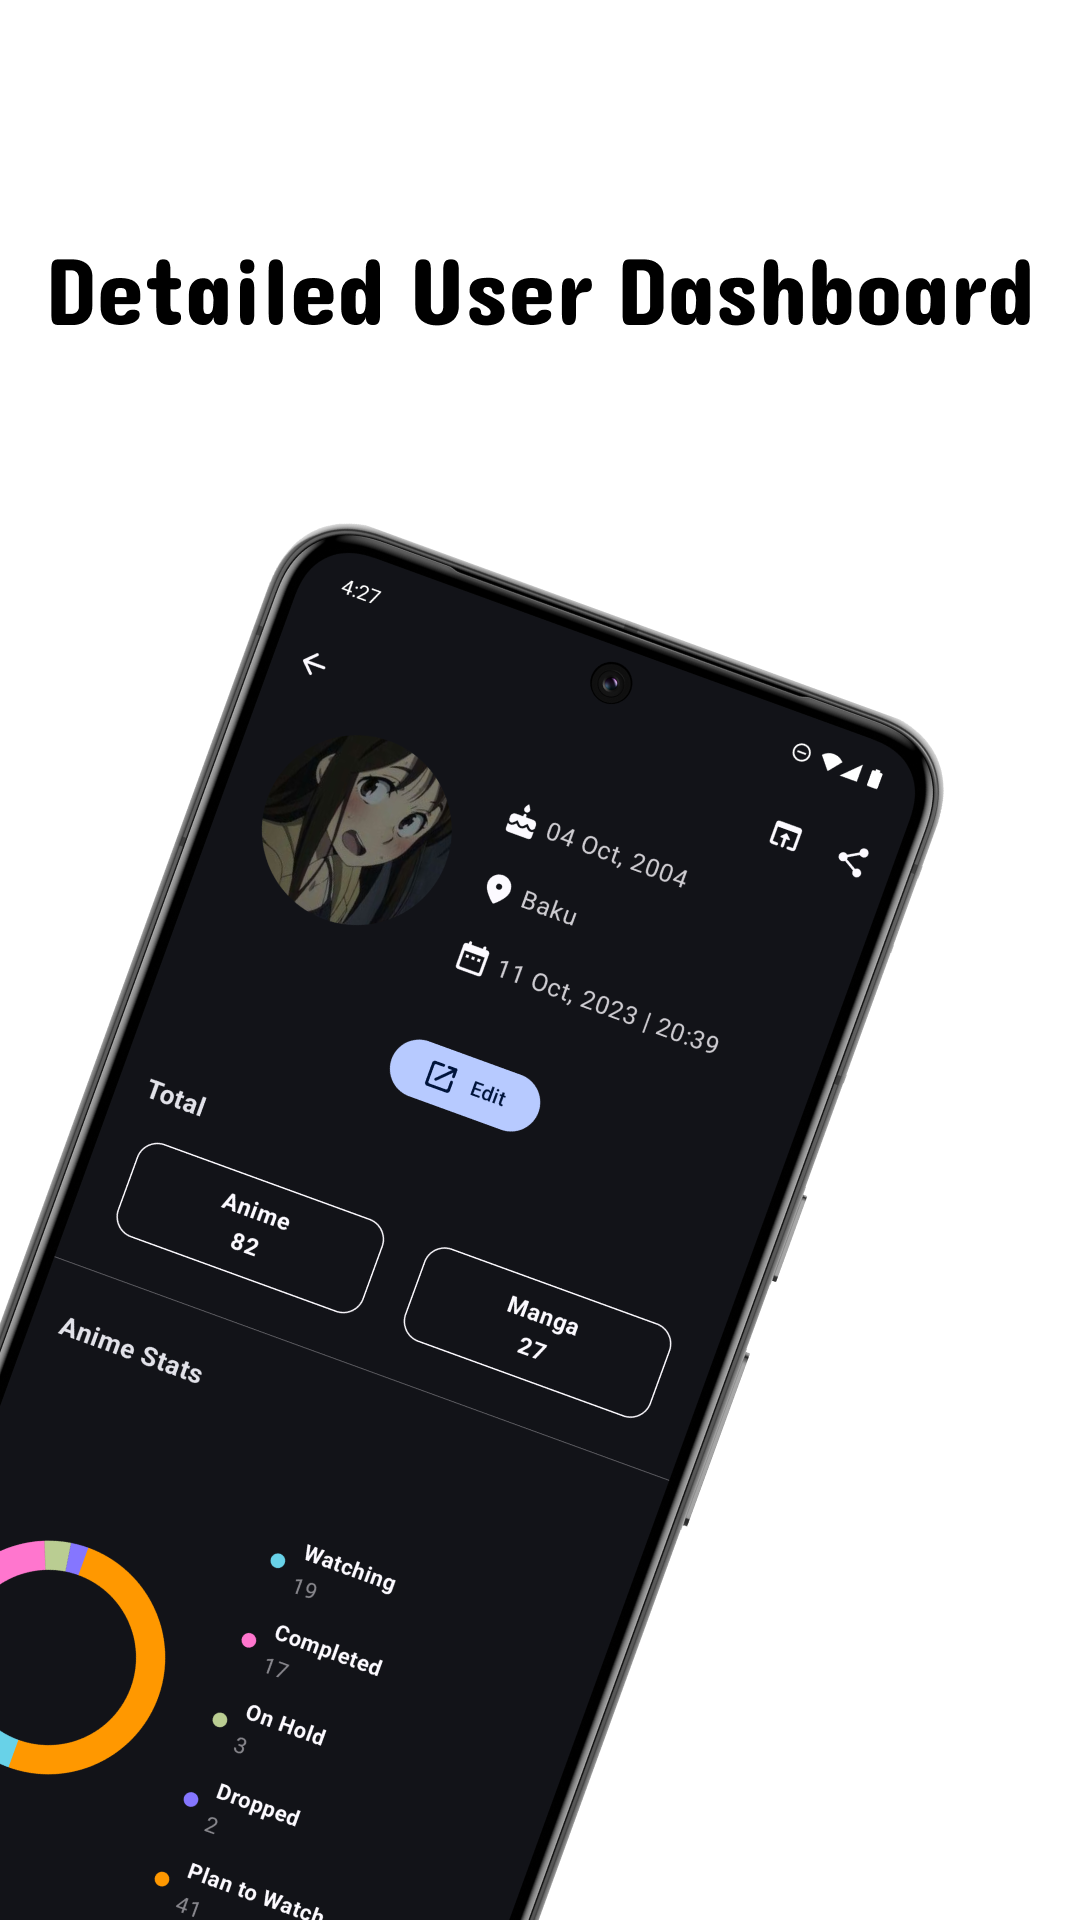 Detailed User Dashboard
4:27
04 Oct, 2004
Baku
11 Oct, 2023 | 20:39
Edit
Total
Anime
82
Manga
27
Anime Stats
Watching
19
Completed
17
On Hold
3
Dropped
2
Plan to Watch
41